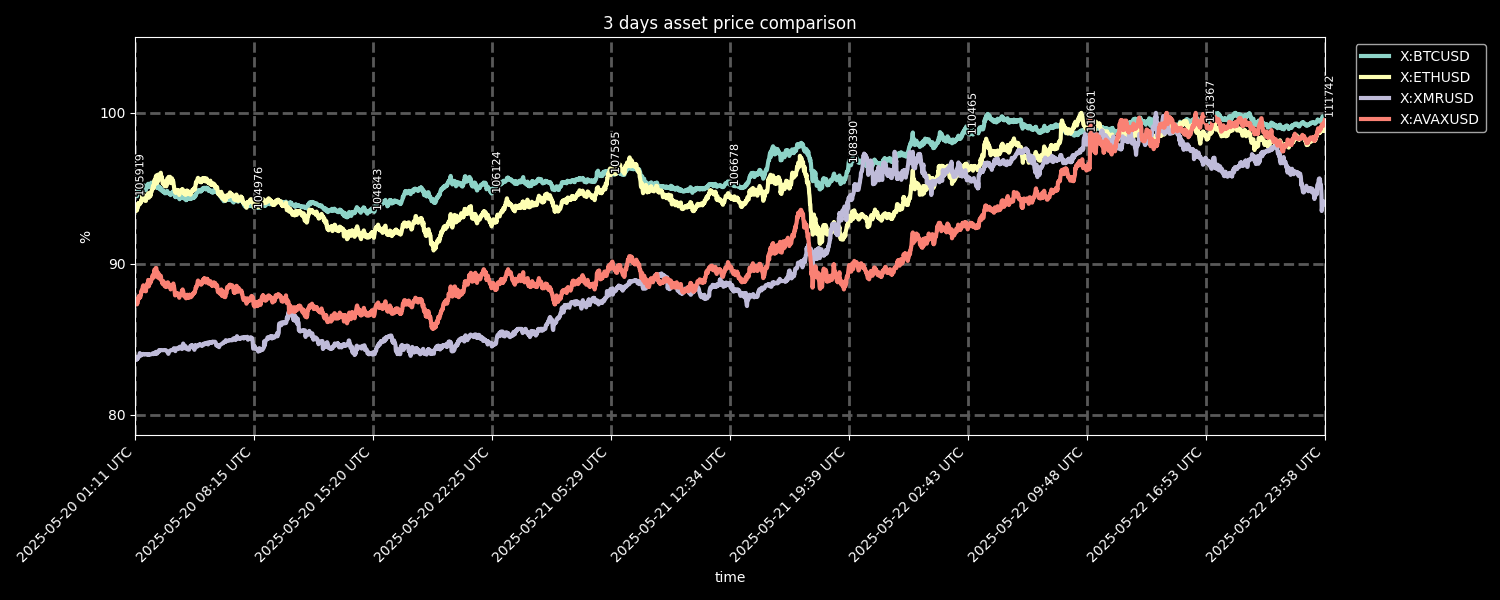 3 days asset price comparison
X:BTCUSD
X:ETHUSD
X:XMRUSD
X:AVAXUSD
100
90
80
%
105919
104976
104843
106124
107595
106678
108390
110465
110661
111367
111742
2025-05-20 01:11 UTC
2025-05-20 08:15 UTC
2025-05-20 15:20 UTC
2025-05-20 22:25 UTC
2025-05-21 05:29 UTC
2025-05-21 12:34 UTC
2025-05-21 19:39 UTC
2025-05-22 02:43 UTC
2025-05-22 09:48 UTC
2025-05-22 16:53 UTC
2025-05-22 23:58 UTC
time